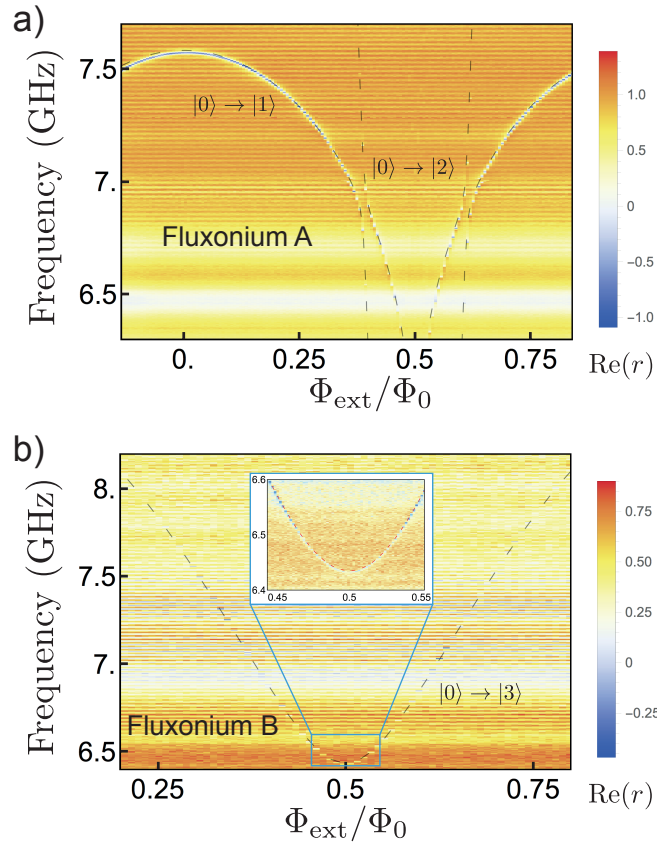 a)
Frequency (GHz)
7.5
7.
6.5
|0⟩ → |1⟩
|0⟩ → |2⟩
Fluxonium A
0.
0.25
0.5
0.75
Φext/Φ0
1.0
0.5
0
−0.5
−1.0
Re(r)
b)
Frequency (GHz)
8.
7.5
7.
6.5
6.6
6.5
6.4
0.45
0.5
0.55
|0⟩ → |3⟩
Fluxonium B
0.25
0.5
0.75
Φext/Φ0
0.75
0.50
0.25
0
−0.25
Re(r)